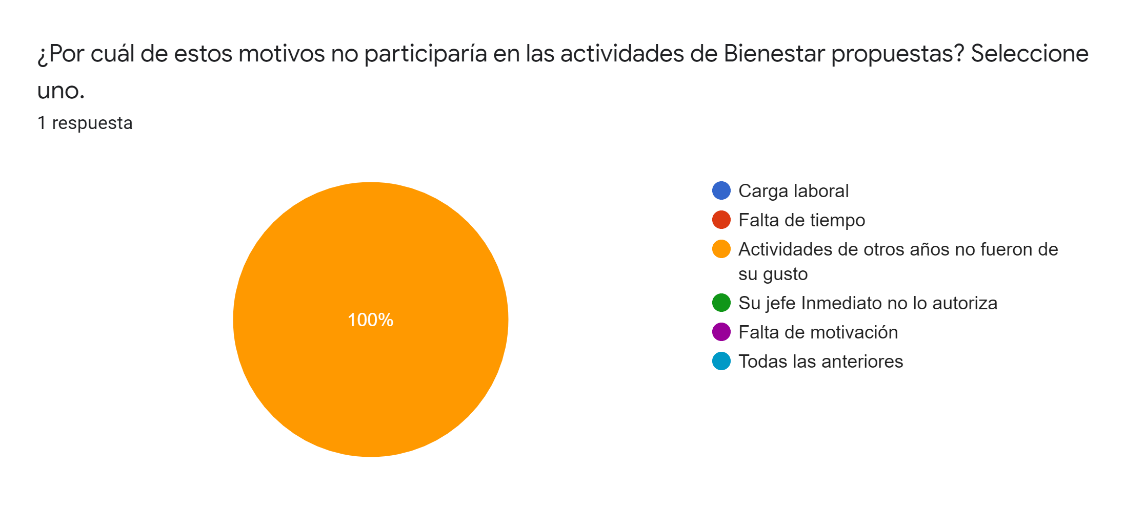 ¿Por cuál de estos motivos no participaría en las actividades de Bienestar propuestas? Seleccione
uno.
1 respuesta
100%
Carga laboral
Falta de tiempo
Actividades de otros años no fueron de
su gusto
Su jefe Inmediato no lo autoriza
Falta de motivación
Todas las anteriores